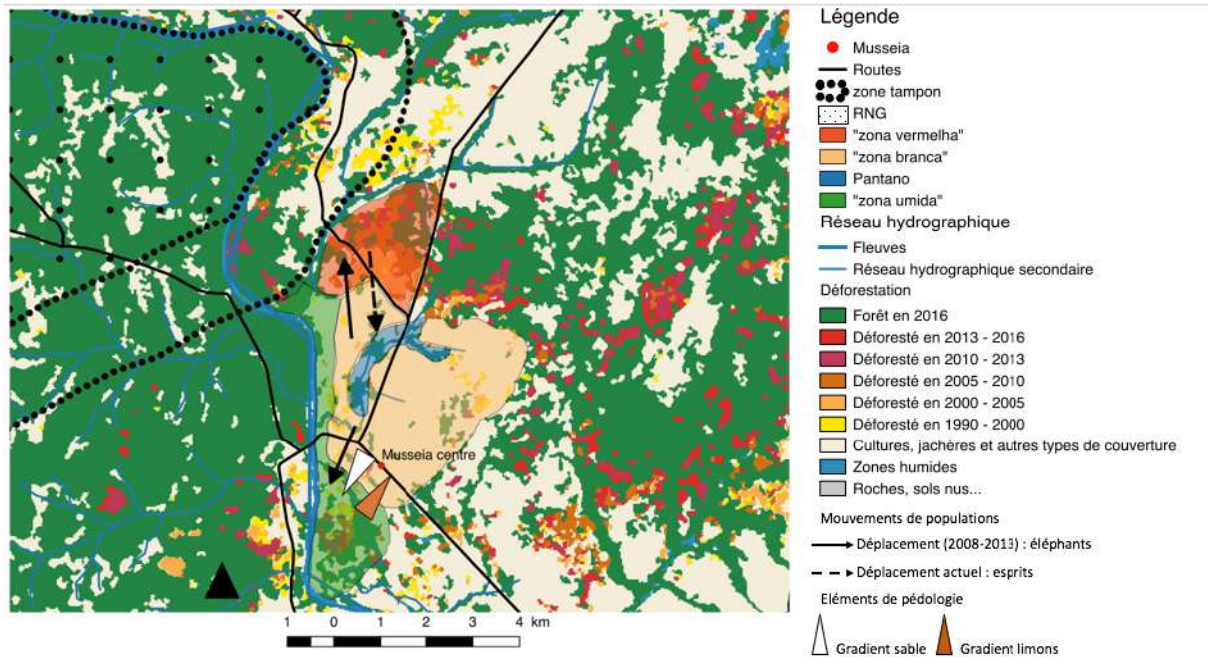 Légende
Musseia
Routes
zone tampon
RNG
"zona vermelha"
"zona branca"
Pantano
"zona umida"
Réseau hydrographique
Fleuves
Réseau hydrographique secondaire
Déforestation
Forêt en 2016
Déforesté en 2013 - 2016
Déforesté en 2010 - 2013
Déforesté en 2005 - 2010
Déforesté en 2000 - 2005
Déforesté en 1990 - 2000
Cultures, jachères et autres types de couverture
Zones humides
Roches, sols nus...
Mouvements de populations
Déplacement (2008-2013) : éléphants
Déplacement actuel : esprits
Eléments de pédologie
Gradient sable Gradient limons
Musseia centre
1 0 1 2 3 4 km